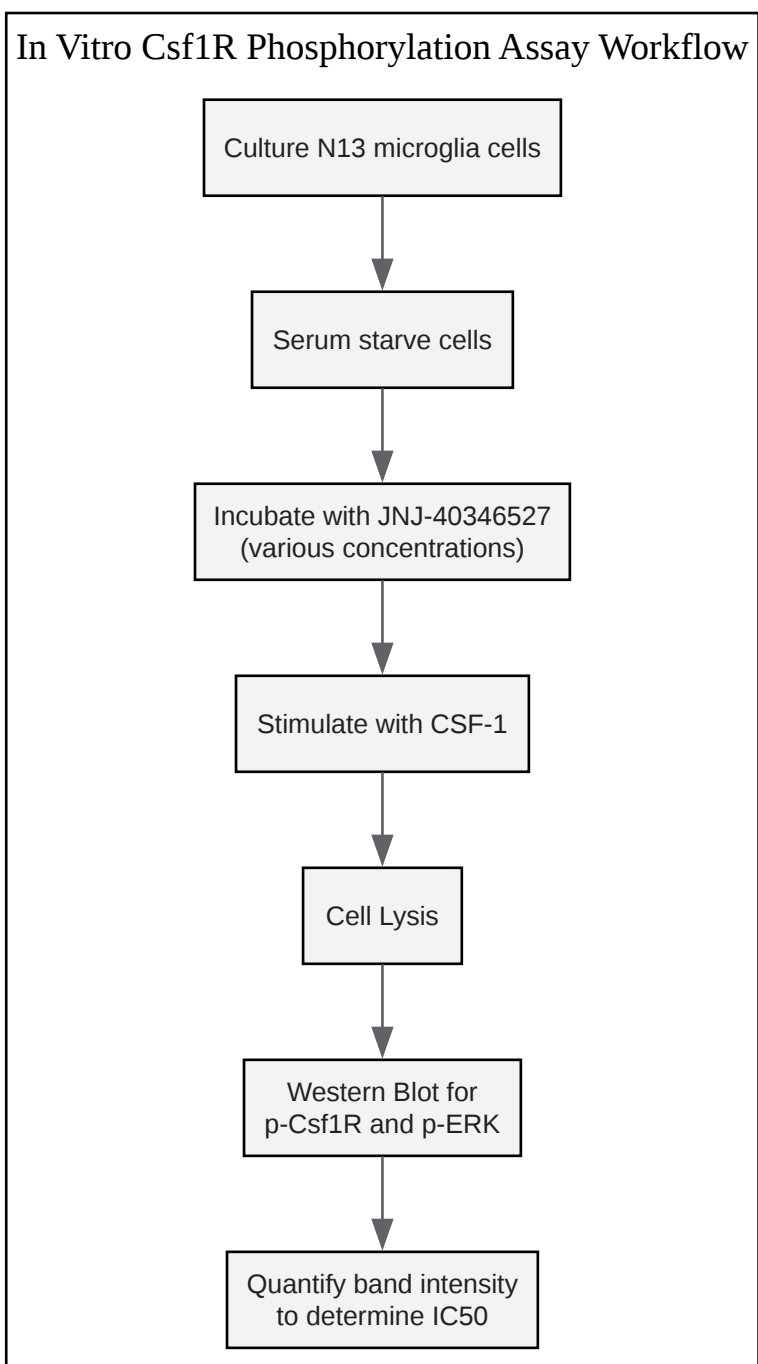 In Vitro Csf1R Phosphorylation Assay Workflow
Culture N13 microglia cells
Serum starve cells
Incubate with JNJ-40346527
(various concentrations)
Stimulate with CSF-1
Cell Lysis
Western Blot for
p-Csf1R and p-ERK
Quantify band intensity
to determine IC50